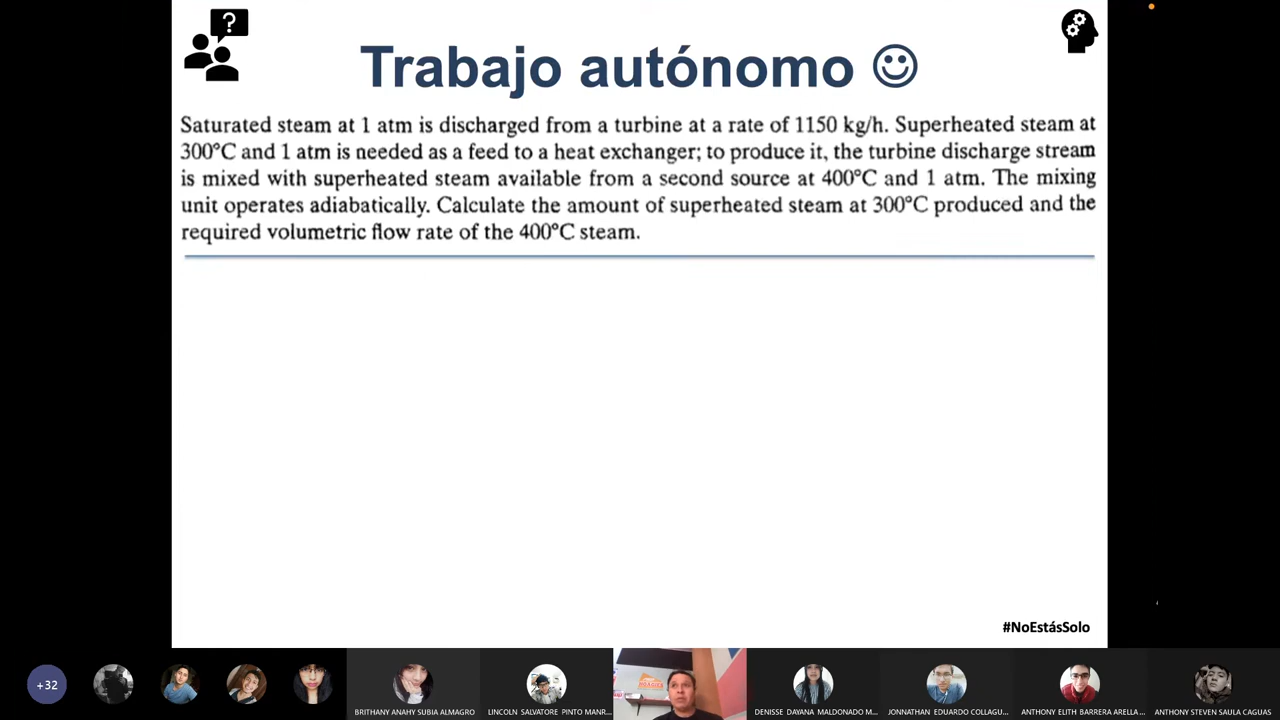 ?
Trabajo autónomo
Saturated steam at 1 atm is discharged from a turbine at a rate of 1150 kg/h. Superheated steam at
300°C and 1 atm is needed as a feed to a heat exchanger; to produce it, the turbine discharge stream
is mixed with superheated steam available from a second source at 400°C and 1 atm. The mixing
unit operates adiabatically. Calculate the amount of superheated steam at 300°C produced and the
required volumetric flow rate of the 400°C steam.
#NoEstásSolo
+32
BRITHANY ANAHY SUBIA ALMAGRO
LINCOLN SALVATORE PINTO MANR...
DENISSE DAYANA MALDONADO M...
JONNATHAN EDUARDO COLLAGU...
ANTHONY ELITH BARRERA ARELLA ...
ANTHONY STEVEN SAULA CAGUAS